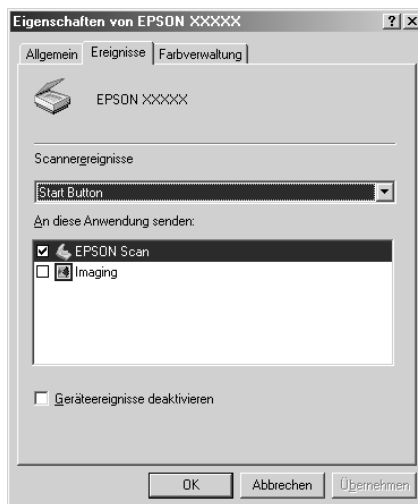 Eigenschaften von EPSON XXXXX
Allgemein Ereignisse Farbverwaltung
EPSON XXXXX
Scannerereignisse
Start Button
An diese Anwendung senden:
EPSON Scan
Imaging
Geräteereignisse deaktivieren
OK Abbrechen Übernehmen